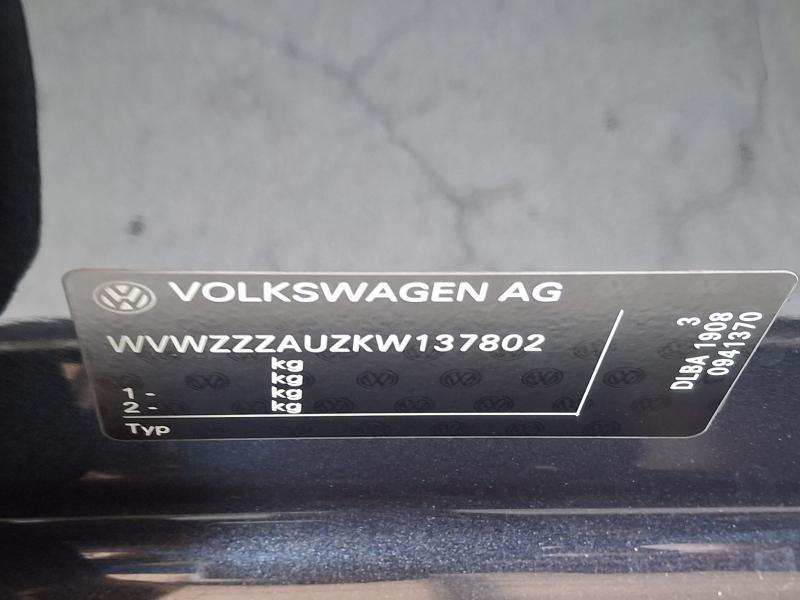 VOLKSWAGEN AG
WVWZZZAUZKW137802
kg
kg
1 - kg
2 - kg
Typ
3
DLBA 1908
0941370